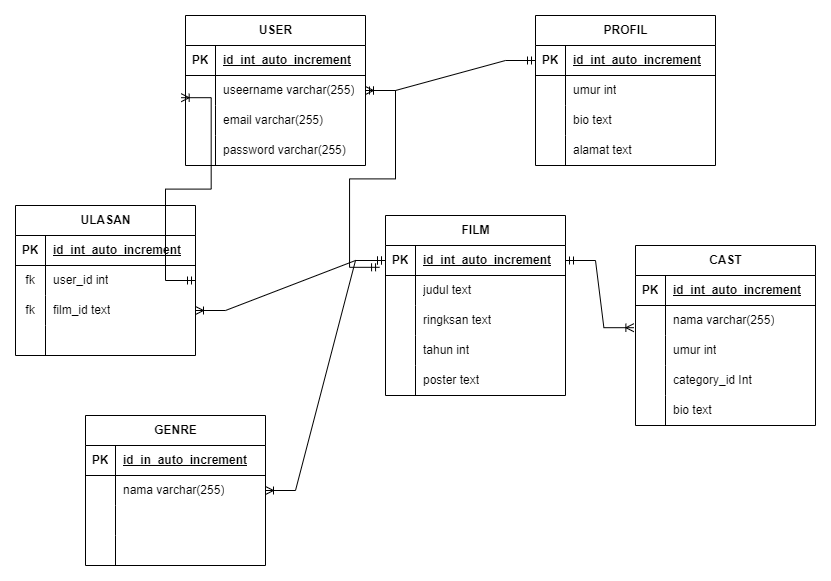 USER
PK id_int_auto_increment
useername varchar(255)
email varchar(255)
password varchar(255)
PROFIL
PK id_int_auto_increment
umur int
bio text
alamat text
ULASAN
PK id_int_auto_increment
fk user_id int
fk film_id text
FILM
PK id_int_auto_increment
judul text
ringksan text
tahun int
poster text
CAST
PK id_int_auto_increment
nama varchar(255)
umur int
category_id Int
bio text
GENRE
PK id_in_auto_increment
nama varchar(255)